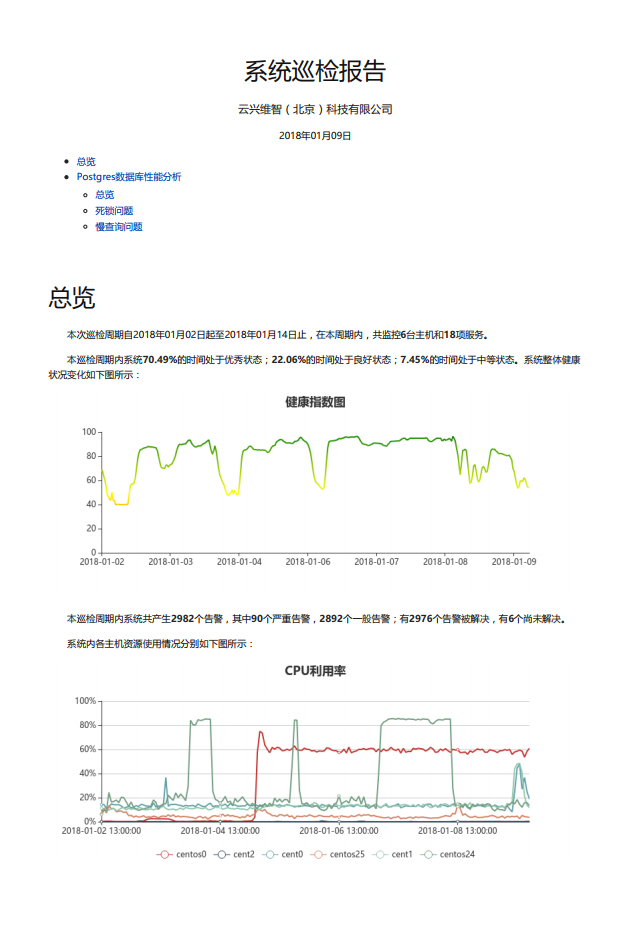 系统巡检报告
云兴维智（北京）科技有限公司
2018年01月09日
总览
Postgres数据库性能分析
总览
死锁问题
慢查询问题
总览
本次巡检周期自2018年01月02日起至2018年01月14日止，在本周期内，共监控6台主机和18项服务。
本巡检周期内系统70.49%的时间处于优秀状态；22.06%的时间处于良好状态；7.45%的时间处于中等状态。系统整体健康
状况变化如下图所示：
健康指数图
100
80
60
40
20
0
2018-01-02 2018-01-03 2018-01-04 2018-01-06 2018-01-07 2018-01-08 2018-01-09
本巡检周期内系统共产生2982个告警，其中90个严重告警，2892个一般告警；有2976个告警被解决，有6个尚未解决。
系统内各主机资源使用情况分别如下图所示：
CPU利用率
100%
80%
60%
40%
20%
0%
2018-01-02 13:00:00 2018-01-04 13:00:00 2018-01-06 13:00:00 2018-01-08 13:00:00
centos0 cent2 cent0 centos25 cent1 centos24